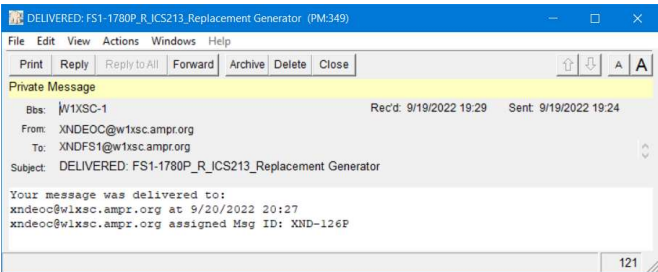 DELIVERED: FS1-1780P_R_ICS213_Replacement Generator (PM:349)
File Edit View Actions Windows Help
Print Reply Reply to All Forward Archive Delete Close A A
Private Message
Bbs: W1XSC-1 Rec'd: 9/19/2022 19:29 Sent: 9/19/2022 19:24
From: XNDEOC@w1xsc.ampr.org
To: XNDFS1@w1xsc.ampr.org
Subject: DELIVERED: FS1-1780P_R_ICS213_Replacement Generator
Your message was delivered to:
xndeoc@w1xsc.ampr.org at 9/20/2022 20:27
xndeoc@w1xsc.ampr.org assigned Msg ID: XND-126P
121